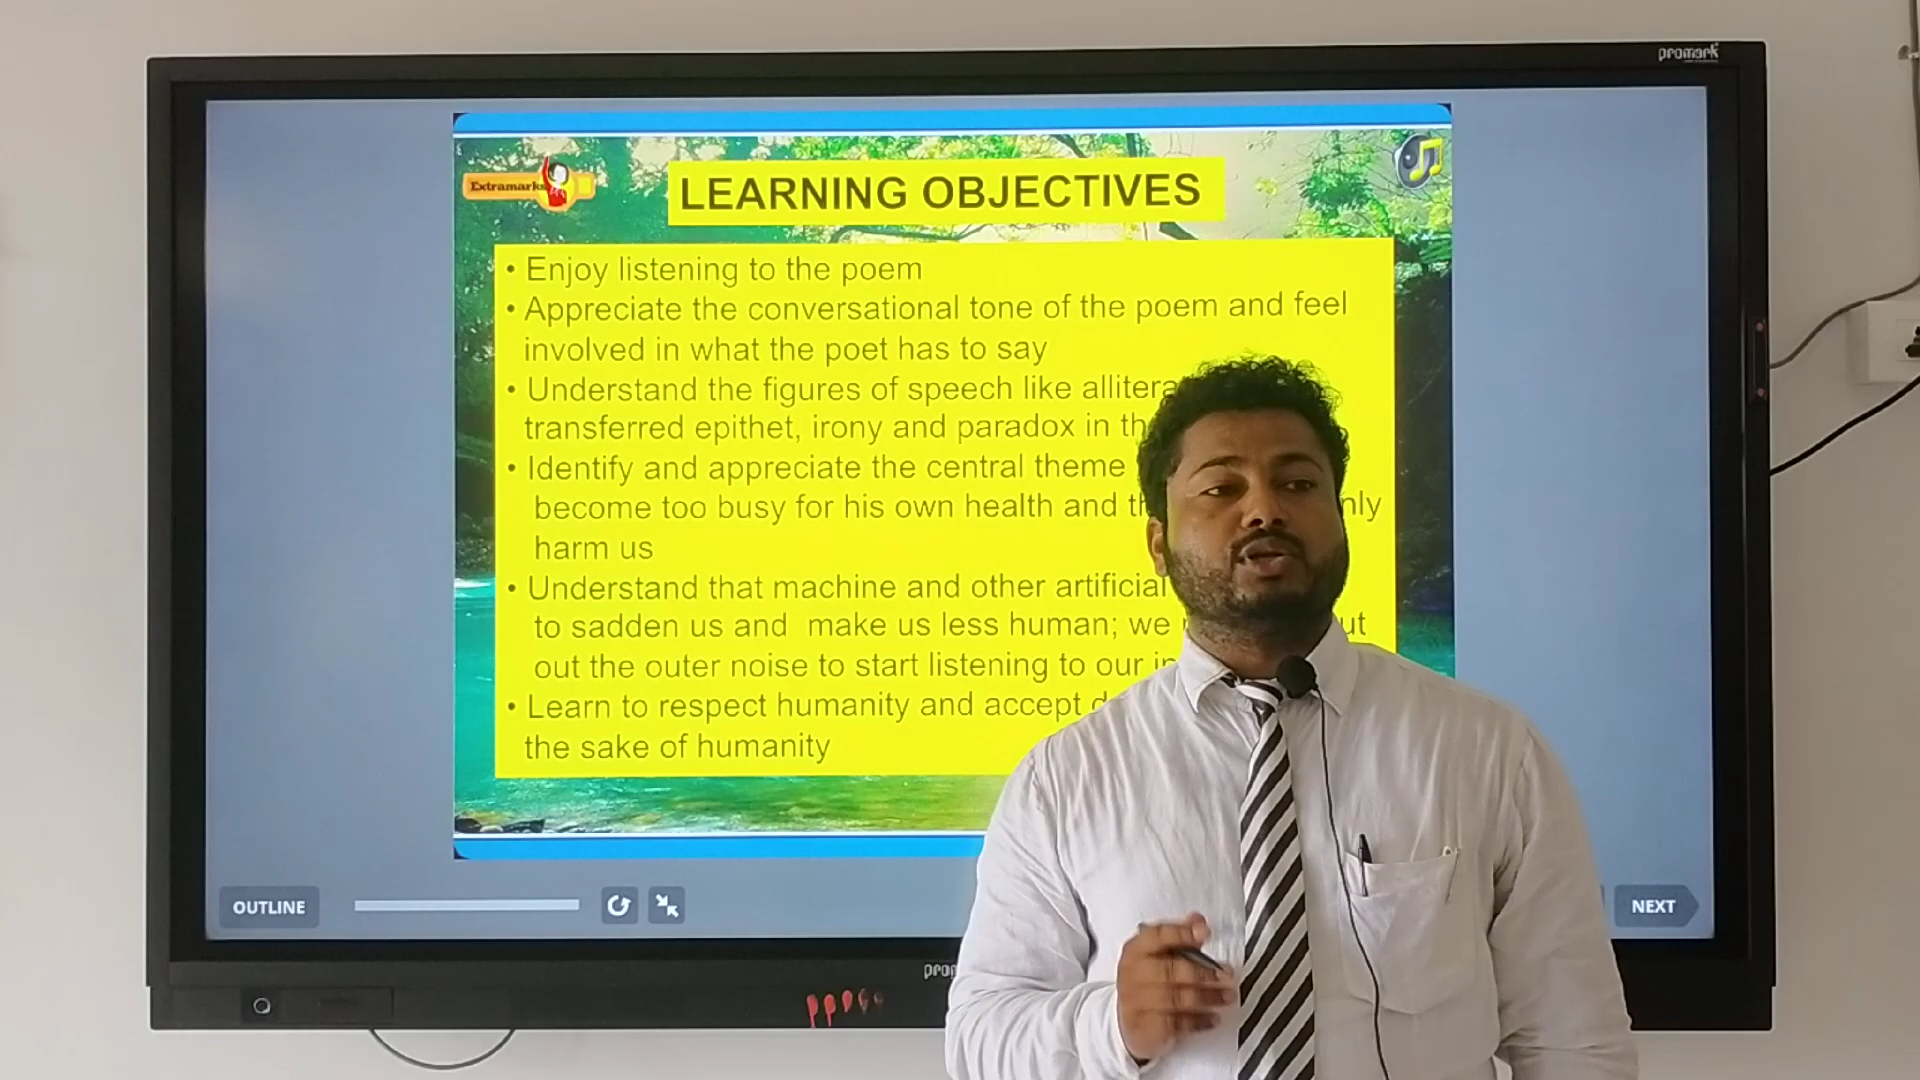 promark
Extramarks
LEARNING OBJECTIVES
• Enjoy listening to the poem
• Appreciate the conversational tone of the poem and feel
involved in what the poet has to say
• Understand the figures of speech like
transferred epithet, irony and paradox in
• Identify and appreciate the central theme
become too busy for his own health and
harm us
• Understand that machine and other artificial
to sadden us and make us less human; we
out the outer noise to start listening to our
• Learn to respect humanity and accept
the sake of humanity
OUTLINE
NEXT